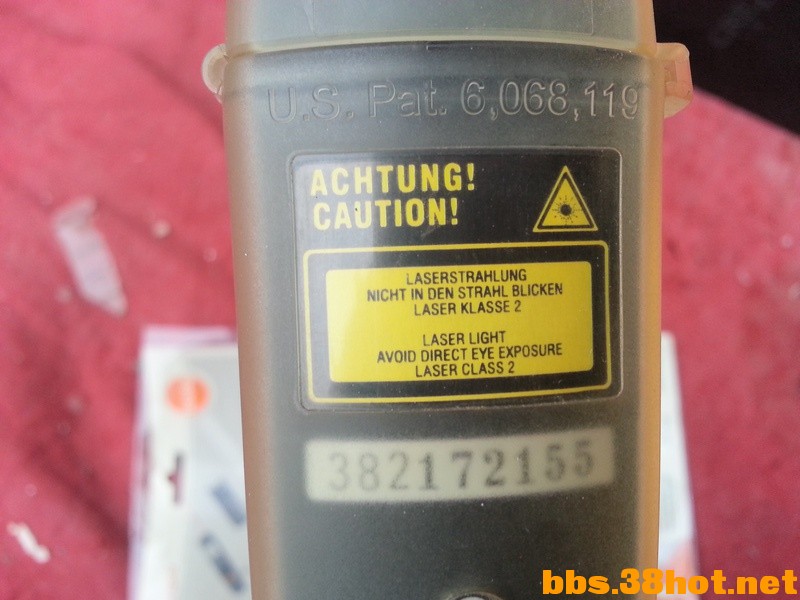 U.S. Pat. 6,068,119
ACHTUNG!
CAUTION!
LASERSTRAHLUNG
NICHT IN DEN STRAHL BLICKEN
LASER KLASSE 2
LASER LIGHT
AVOID DIRECT EYE EXPOSURE
LASER CLASS 2
382172155
bbs.38hot.net